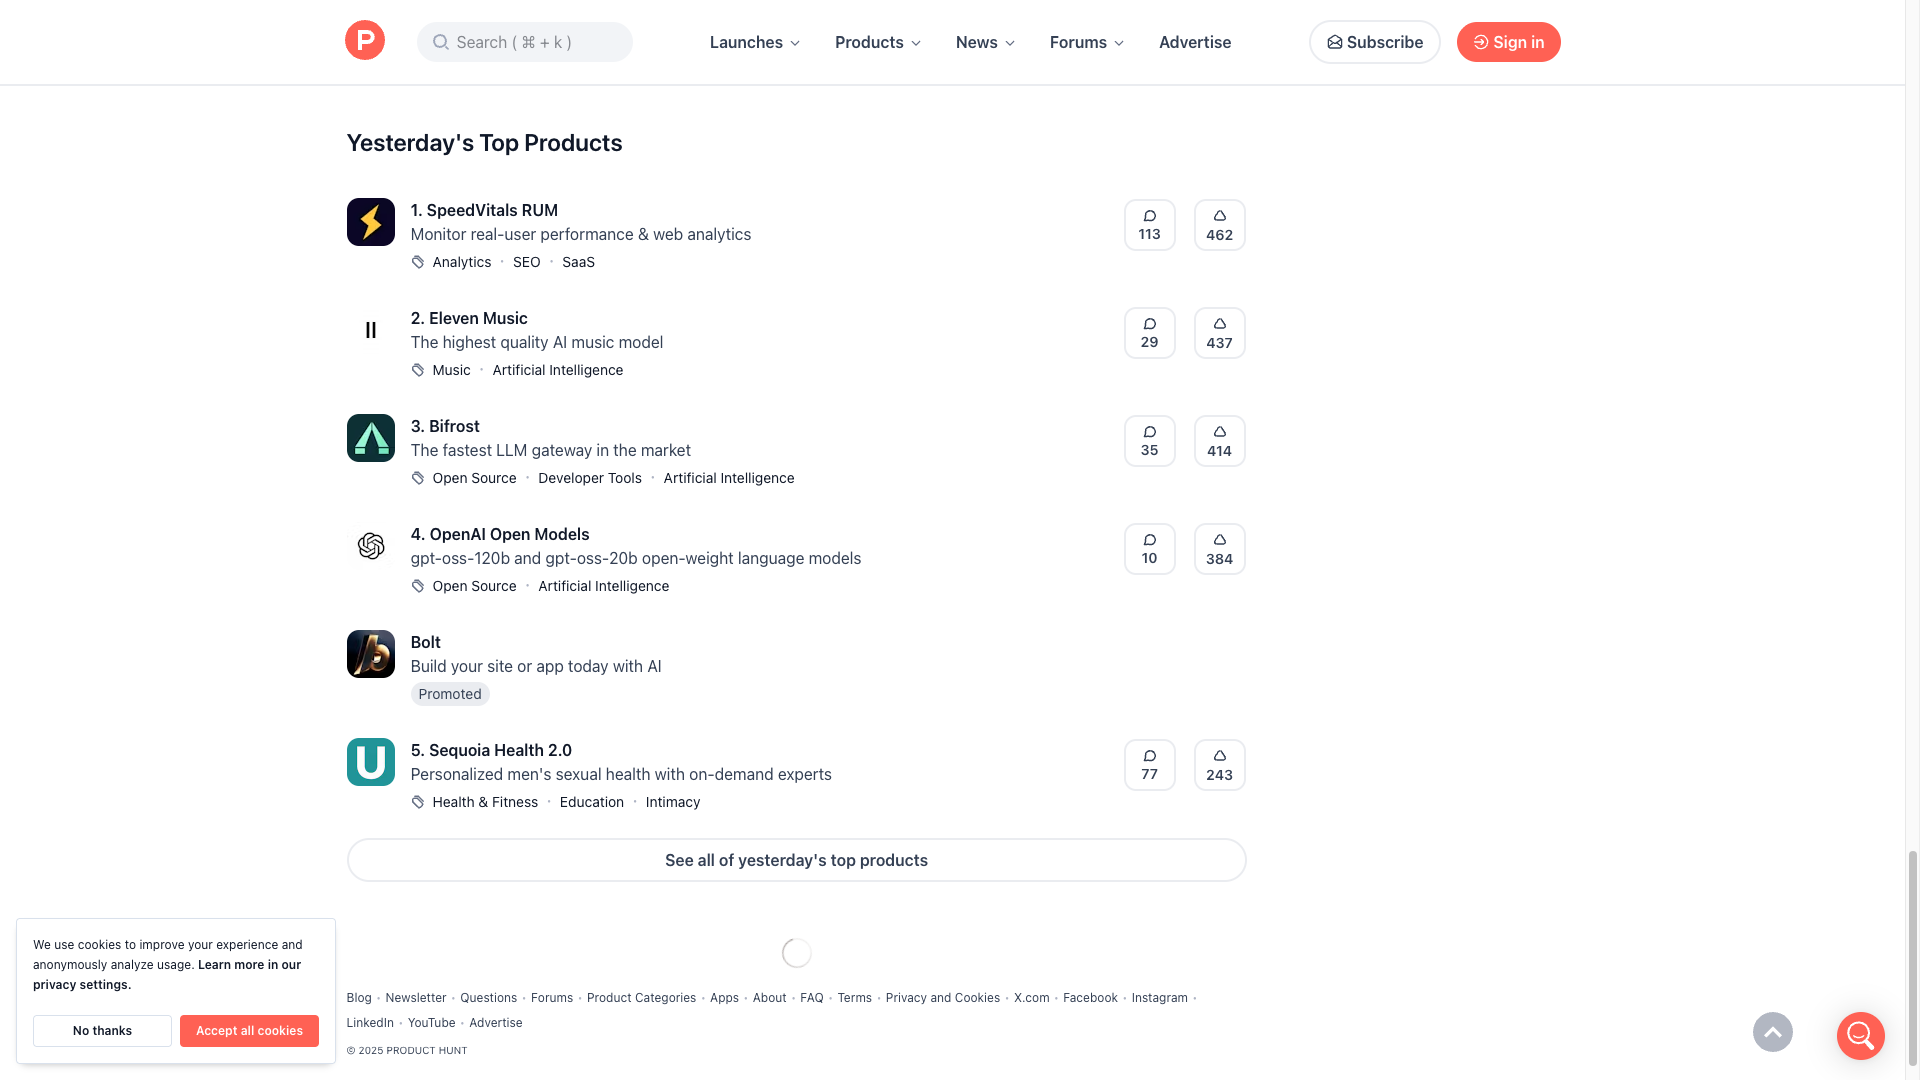 P
Search ( ⌘ + k )
Launches
Products
News
Forums
Advertise
Subscribe
Sign in
Yesterday's Top Products
1. SpeedVitals RUM
Monitor real-user performance & web analytics
Analytics • SEO • SaaS
113
462
2. Eleven Music
The highest quality AI music model
Music • Artificial Intelligence
29
437
3. Bifrost
The fastest LLM gateway in the market
Open Source • Developer Tools • Artificial Intelligence
35
414
4. OpenAI Open Models
gpt-oss-120b and gpt-oss-20b open-weight language models
Open Source • Artificial Intelligence
10
384
b
Bolt
Build your site or app today with AI
Promoted
U
5. Sequoia Health 2.0
Personalized men's sexual health with on-demand experts
Health & Fitness • Education • Intimacy
77
243
See all of yesterday's top products
We use cookies to improve your experience and
anonymously analyze usage. Learn more in our
privacy settings.
No thanks
Accept all cookies
Blog • Newsletter • Questions • Forums • Product Categories • Apps • About • FAQ • Terms • Privacy and Cookies • X.com • Facebook • Instagram •
LinkedIn • YouTube • Advertise
© 2025 PRODUCT HUNT